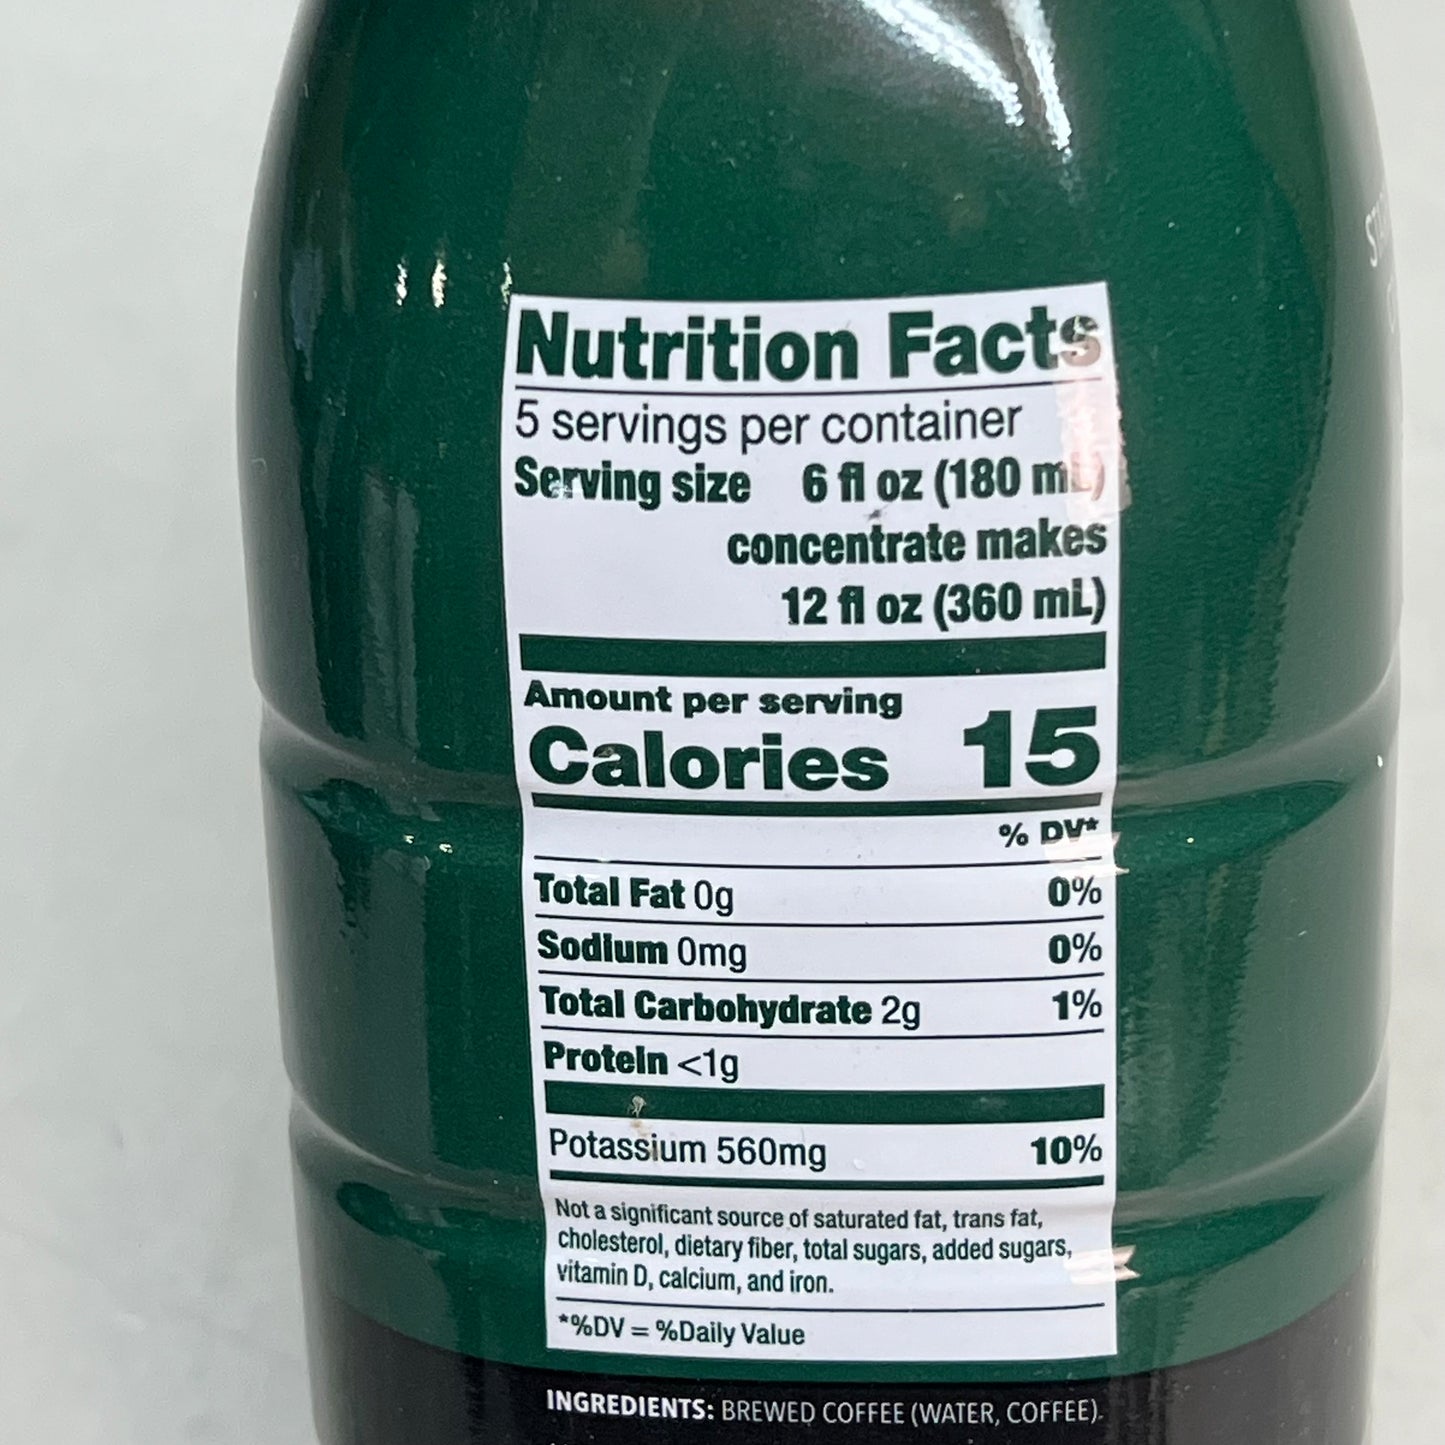 Nutrition Facts
5 servings per container
Serving size 6 fl oz (180 mL)
concentrate makes
12 fl oz (360 mL)
Amount per serving
Calories 15
% DV*
Total Fat 0g 0%
Sodium 0mg 0%
Total Carbohydrate 2g 1%
Protein <1g
Potassium 560mg 10%
Not a significant source of saturated fat, trans fat,
cholesterol, dietary fiber, total sugars, added sugars,
vitamin D, calcium, and iron.
*%DV = %Daily Value
INGREDIENTS: BREWED COFFEE (WATER, COFFEE).